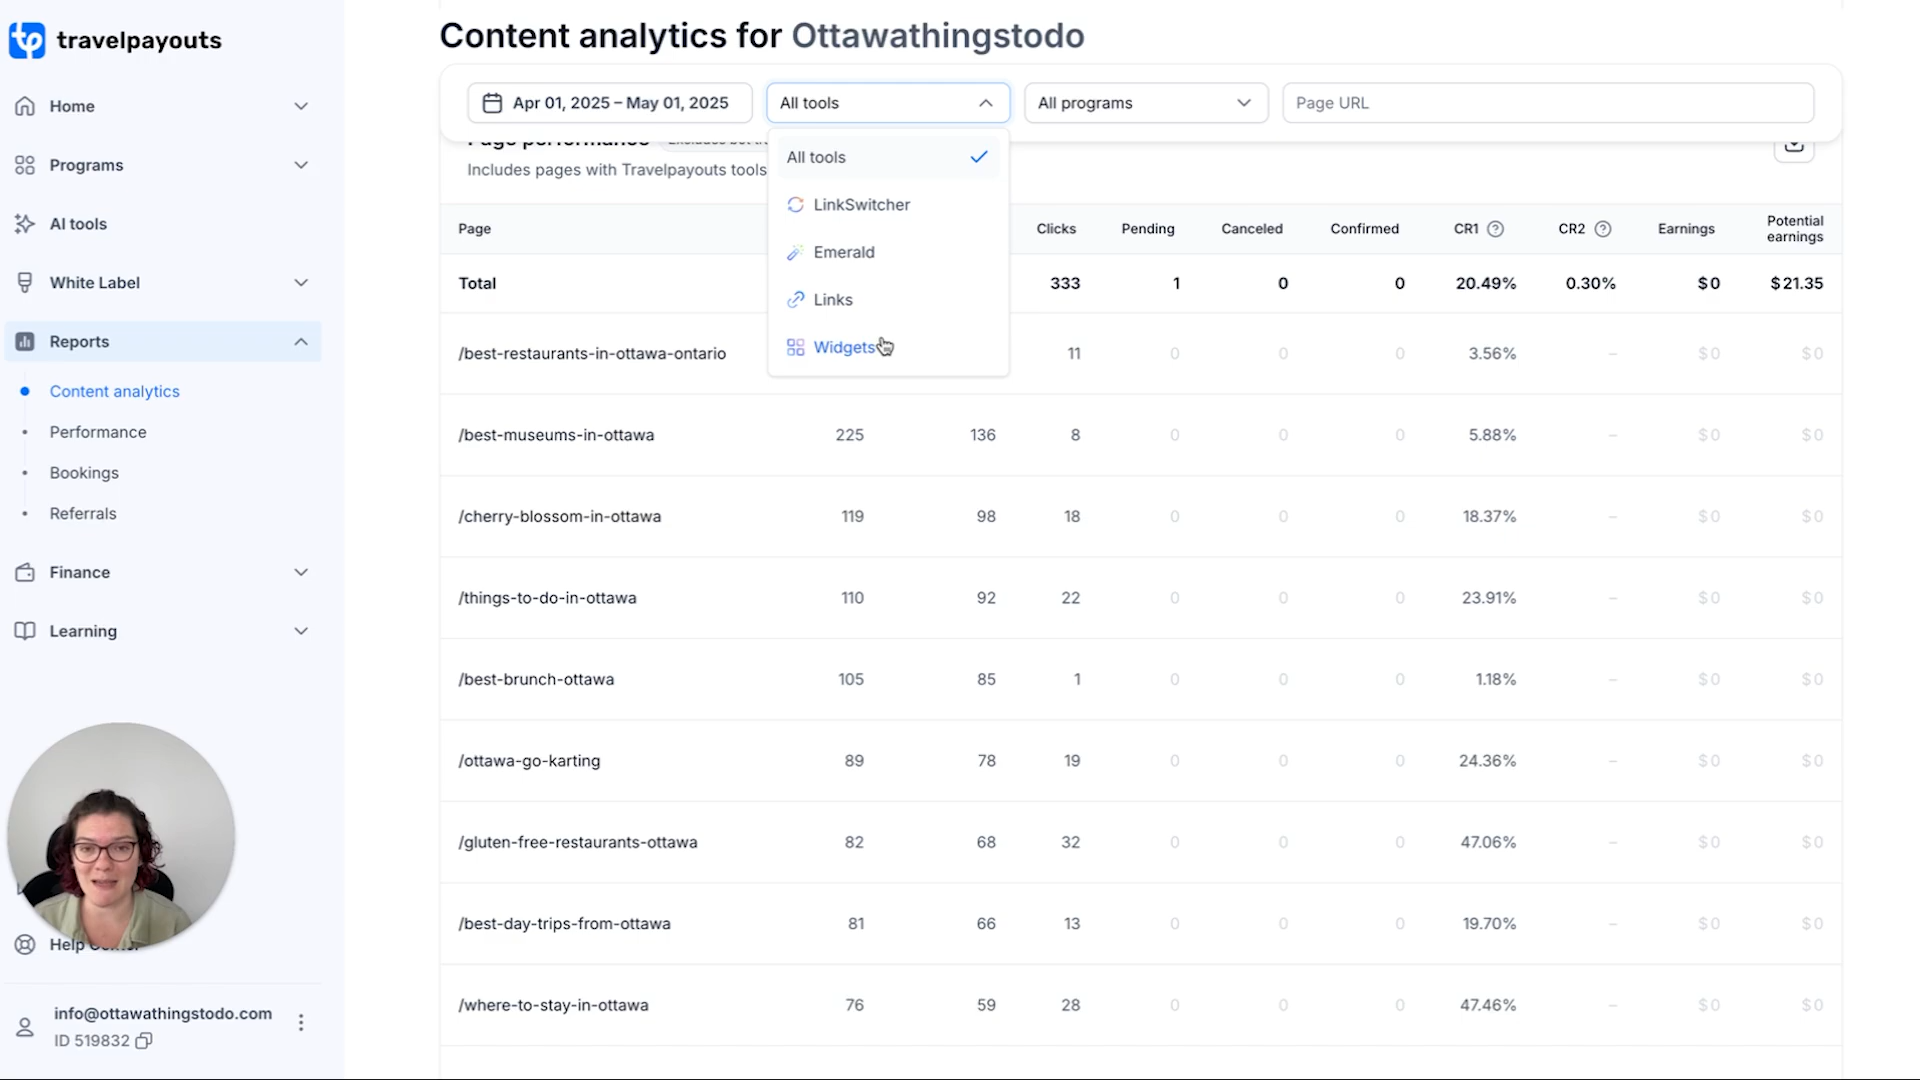 travelpayouts
Home
Programs
AI tools
White Label
Reports
Content analytics
Performance
Bookings
Referrals
Finance
Learning
Help
info@ottawathingstodo.com
ID 519832
Content analytics for Ottawathingstodo
Apr 01, 2025 – May 01, 2025 All tools All programs Page URL
All tools
LinkSwitcher
Emerald
Links
Widgets
Page performance
Includes pages with Travelpayouts tools
Page Clicks Pending Canceled Confirmed CR1 CR2 Earnings Potential earnings
Total 333 1 0 0 20.49% 0.30% $0 $21.35
/best-restaurants-in-ottawa-ontario 11 0 0 0 3.56% – $0 $0
/best-museums-in-ottawa 225 136 8 0 0 0 5.88% – $0 $0
/cherry-blossom-in-ottawa 119 98 18 0 0 0 18.37% – $0 $0
/things-to-do-in-ottawa 110 92 22 0 0 0 23.91% – $0 $0
/best-brunch-ottawa 105 85 1 0 0 0 1.18% – $0 $0
/ottawa-go-karting 89 78 19 0 0 0 24.36% – $0 $0
/gluten-free-restaurants-ottawa 82 68 32 0 0 0 47.06% – $0 $0
/best-day-trips-from-ottawa 81 66 13 0 0 0 19.70% – $0 $0
/where-to-stay-in-ottawa 76 59 28 0 0 0 47.46% – $0 $0